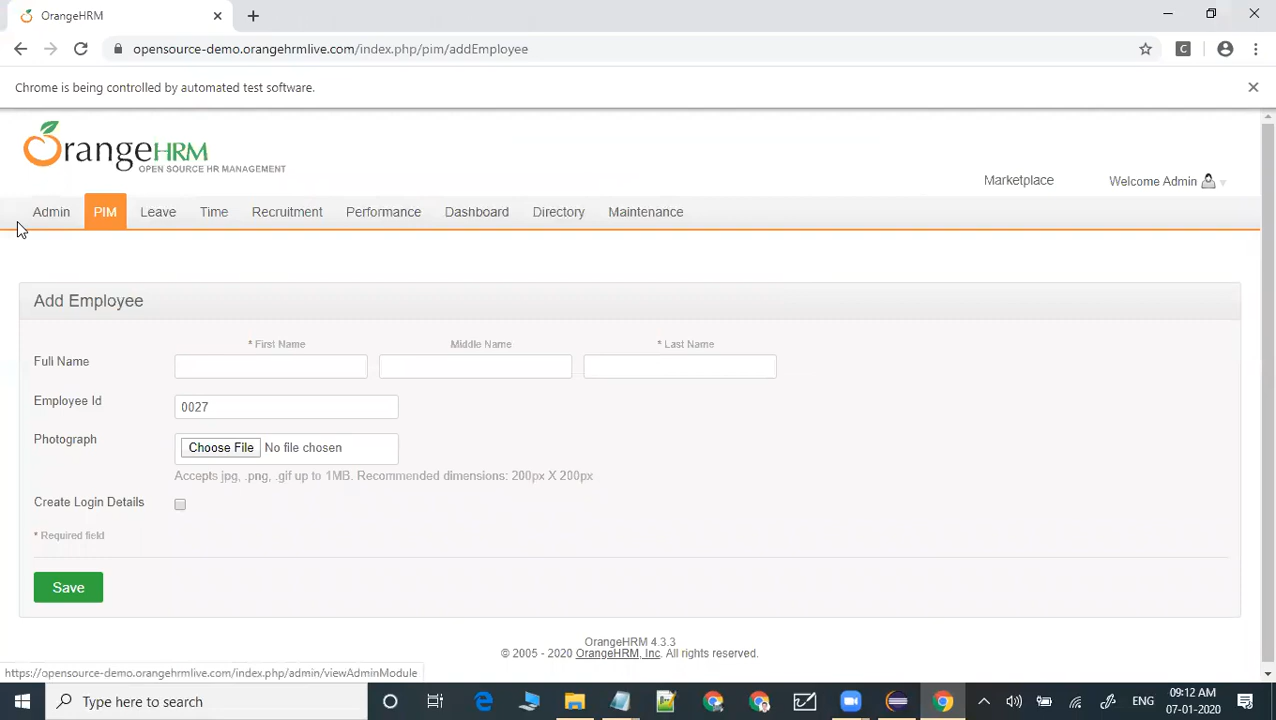 OrangeHRM
opensource-demo.orangehrmlive.com/index.php/pim/addEmployee
C
Chrome is being controlled by automated test software.
OrangeHRM
OPEN SOURCE HR MANAGEMENT
Marketplace
Welcome Admin
Admin PIM Leave Time Recruitment Performance Dashboard Directory Maintenance
Add Employee
* First Name Middle Name * Last Name
Full Name
Employee Id 0027
Photograph Choose File No file chosen
Accepts jpg, .png, .gif up to 1MB. Recommended dimensions: 200px X 200px
Create Login Details
* Required field
Save
OrangeHRM 4.3.3
© 2005 - 2020 OrangeHRM, Inc. All rights reserved.
https://opensource-demo.orangehrmlive.com/index.php/admin/viewAdminModule
Type here to search
ENG
09:12 AM
07-01-2020